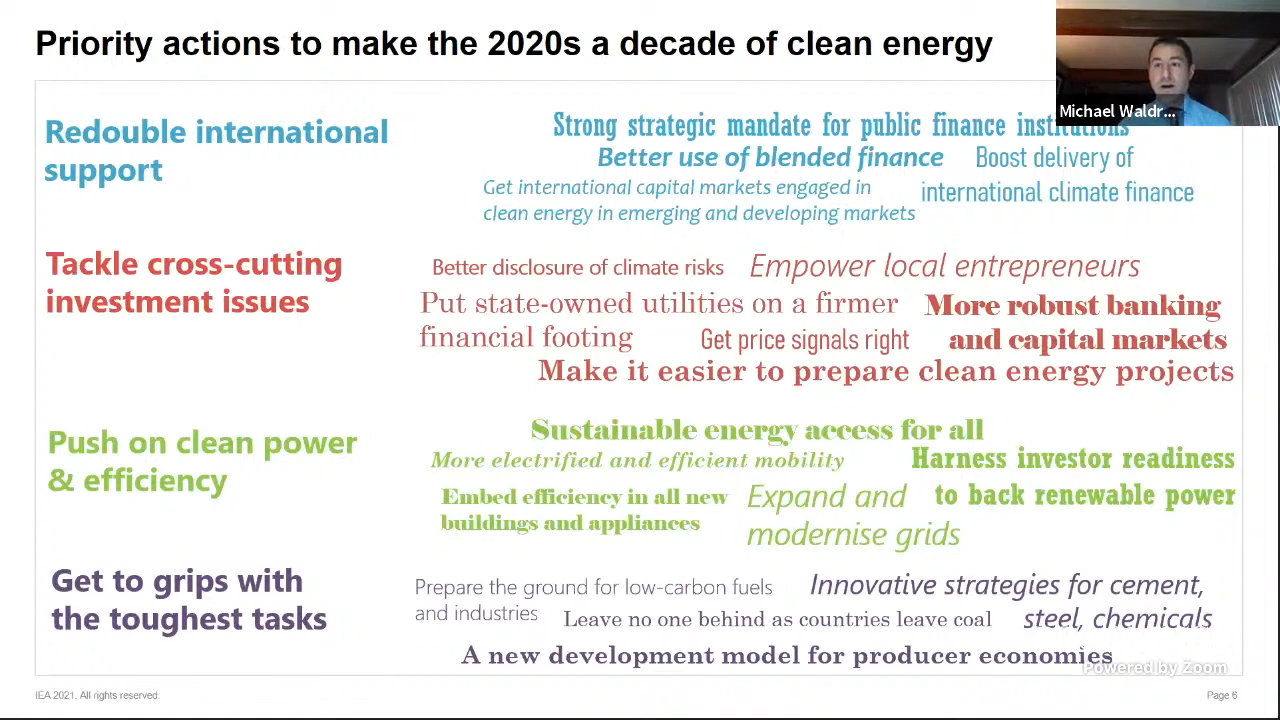 Priority actions to make the 2020s a decade of clean energy
Michael Waldr...
Redouble international
support
Strong strategic mandate for public finance institutions
Better use of blended finance
Boost delivery of
international climate finance
Get international capital markets engaged in
clean energy in emerging and developing markets
Tackle cross-cutting
investment issues
Better disclosure of climate risks
Empower local entrepreneurs
Put state-owned utilities on a firmer
financial footing
More robust banking
and capital markets
Get price signals right
Make it easier to prepare clean energy projects
Push on clean power
& efficiency
Sustainable energy access for all
More electrified and efficient mobility
Harness investor readiness
to back renewable power
Embed efficiency in all new
buildings and appliances
Expand and
modernise grids
Get to grips with
the toughest tasks
Prepare the ground for low-carbon fuels
and industries
Innovative strategies for cement,
steel, chemicals
Leave no one behind as countries leave coal
A new development model for producer economies
Powered by Zoom
IEA 2021. All rights reserved.
Page 6